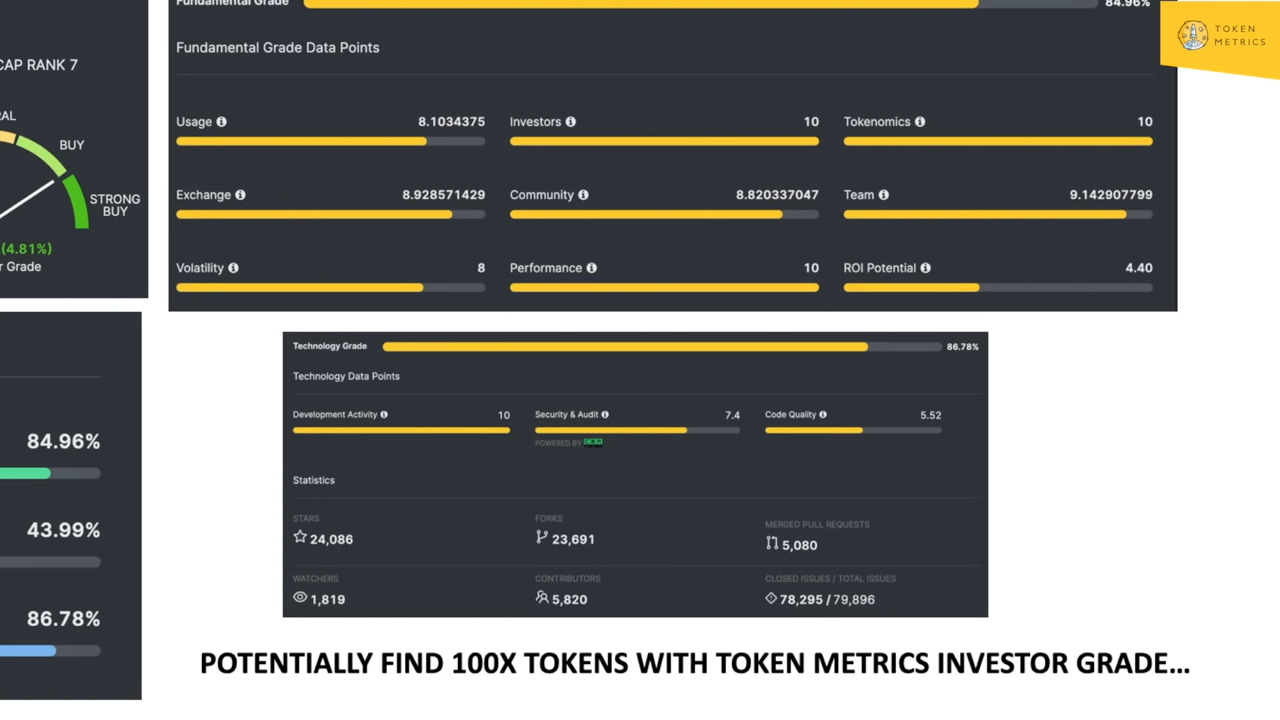 Fundamental Grade 84.96%
TOKEN
METRICS
Fundamental Grade Data Points
CAP RANK 7
BUY
STRONG
BUY
(4.81%)
Grade
Usage 8.1034375
Investors 10
Tokenomics 10
Exchange 8.928571429
Community 8.820337047
Team 9.142907799
Volatility 8
Performance 10
ROI Potential 4.40
Technology Grade 86.78%
Technology Data Points
Development Activity 10
Security & Audit 7.4
Code Quality 5.52
POWERED BY
84.96%
43.99%
86.78%
Statistics
STARS
24,086
FORKS
23,691
MERGED PULL REQUESTS
5,080
WATCHERS
1,819
CONTRIBUTORS
5,820
CLOSED ISSUES / TOTAL ISSUES
78,295 / 79,896
POTENTIALLY FIND 100X TOKENS WITH TOKEN METRICS INVESTOR GRADE...